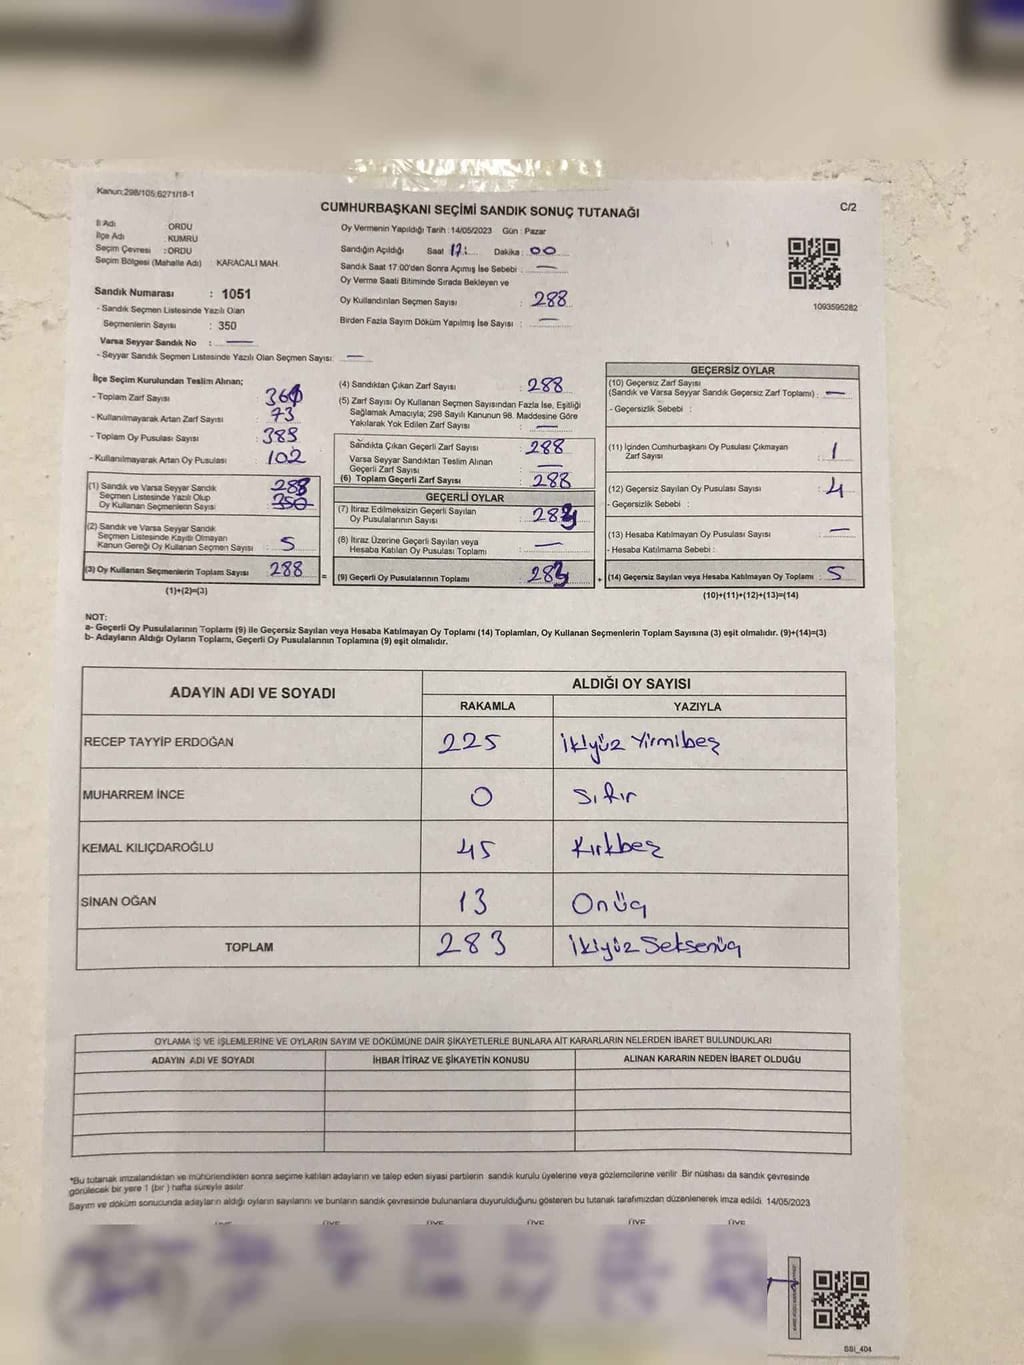 Kanun:298/105;6271/18-1
CUMHURBAŞKANI SEÇİMİ SANDIK SONUÇ TUTANAĞI
C/2
İl Adı ORDU
İlçe Adı : KUMRU
Seçim Çevresi : ORDU
Seçim Bölgesi (Mahalle Adı) KARACALI MAH.
Oy Vermenin Yapıldığı Tarih : 14/05/2023 Gün : Pazar
Sandığın Açıldığı Saat 17: Dakika : 00
Sandık Saat 17:00'den Sonra Açımış İse Sebebi : —
Oy Verme Saati Bitiminde Sırada Bekleyen ve
Oy Kullandırılan Seçmen Sayısı : 288
Birden Fazla Sayım Döküm Yapılmış İse Sayısı : —
1093595282
Sandık Numarası : 1051
- Sandık Seçmen Listesinde Yazılı Olan
Seçmenlerin Sayısı : 350
Varsa Seyyar Sandık No : —
- Seyyar Sandık Seçmen Listesinde Yazılı Olan Seçmen Sayısı: —
İlçe Seçim Kurulundan Teslim Alınan;
- Toplam Zarf Sayısı
- Kullanılmayarak Artan Zarf Sayısı : 73
- Toplam Oy Pusulası Sayısı : 385
- Kullanılmayarak Artan Oy Pusulası : 102
(1) Sandık ve Varsa Seyyar Sandık
Seçmen Listesinde Yazılı Olup
Oy Kullanan Seçmenlerin Sayısı 350
(2) Sandık ve Varsa Seyyar Sandık
Seçmen Listesinde Kayıtlı Olmayan
Kanun Gereği Oy Kullanan Seçmen Sayısı : 5
(3) Oy Kullanan Seçmenlerin Toplam Sayısı 288
(1)+(2)=(3)
(4) Sandıktan Çıkan Zarf Sayısı : 288
(5) Zarf Sayısı Oy Kullanan Seçmen Sayısından Fazla İse, Eşitliği
Sağlamak Amacıyla; 298 Sayılı Kanunun 98. Maddesine Göre
Yakılarak Yok Edilen Zarf Sayısı : —
Sandıkta Çıkan Geçerli Zarf Sayısı : 288
Varsa Seyyar Sandıktan Teslim Alınan
Geçerli Zarf Sayısı —
(6) Toplam Geçerli Zarf Sayısı : 288
GEÇERLİ OYLAR
(7) İtiraz Edilmeksizin Geçerli Sayılan
Oy Pusulalarının Sayısı : 283
(8) İtiraz Üzerine Geçerli Sayılan veya
Hesaba Katılan Oy Pusulası Toplamı : —
= (9) Geçerli Oy Pusulalarının Toplamı 283 +
GEÇERSİZ OYLAR
(10) Geçersiz Zarf Sayısı
(Sandık ve Varsa Seyyar Sandık Geçersiz Zarf Toplamı) : —
- Geçersizlik Sebebi :
(11) İçinden Cumhurbaşkanı Oy Pusulası Çıkmayan
Zarf Sayısı : 1
(12) Geçersiz Sayılan Oy Pusulası Sayısı : 4
- Geçersizlik Sebebi :
(13) Hesaba Katılmayan Oy Pusulası Sayısı : —
- Hesaba Katılmama Sebebi :
(14) Geçersiz Sayılan veya Hesaba Katılmayan Oy Toplamı : 5
(10)+(11)+(12)+(13)=(14)
NOT:
a- Geçerli Oy Pusulalarının Toplamı (9) ile Geçersiz Sayılan veya Hesaba Katılmayan Oy Toplamı (14) Toplamları, Oy Kullanan Seçmenlerin Toplam Sayısına (3) eşit olmalıdır. (9)+(14)=(3)
b- Adayların Aldığı Oyların Toplamı, Geçerli Oy Pusulalarının Toplamına (9) eşit olmalıdır.
ADAYIN ADI VE SOYADI ALDIĞI OY SAYISI
RAKAMLA YAZIYLA
RECEP TAYYİP ERDOĞAN 225 İkiyüz Yirmibeş
MUHARREM İNCE 0 Sıfır
KEMAL KILIÇDAROĞLU 45 Kırkbeş
SİNAN OĞAN 13 Onüç
TOPLAM 283 İkiyüz Seksenüç
OYLAMA İŞ VE İŞLEMLERİNE VE OYLARIN SAYIM VE DÖKÜMÜNE DAİR ŞİKAYETLERLE BUNLARA AİT KARARLARIN NELERDEN İBARET BULUNDUKLARI
ADAYIN ADI VE SOYADI İHBAR İTİRAZ VE ŞİKAYETİN KONUSU ALINAN KARARIN NEDEN İBARET OLDUĞU
*Bu tutanak imzalandıktan ve mühürlendikten sonra seçime katılan adayların ve talep eden siyasi partilerin sandık kurulu üyelerine veya gözlemcilerine verilir. Bir nüshası da sandık çevresinde
görülecek bir yere 1 (bir) hafta süreyle asılır.
Sayım ve döküm sonucunda adayların aldığı oyların sayılarını ve bunların sandık çevresinde bulunanlara duyurulduğunu gösteren bu tutanak tarafımızdan düzenlenerek imza edildi. 14/05/2023
ÜYE ÜYE ÜYE ÜYE ÜYE
SSI_404